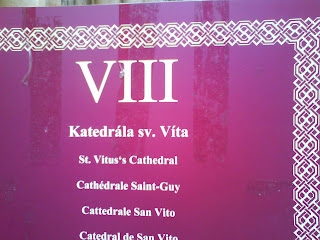 VIII
Katedrála sv. Víta
St. Vitus‘s Cathedral
Cathédrale Saint-Guy
Cattedrale San Vito
Catedral de San Vito